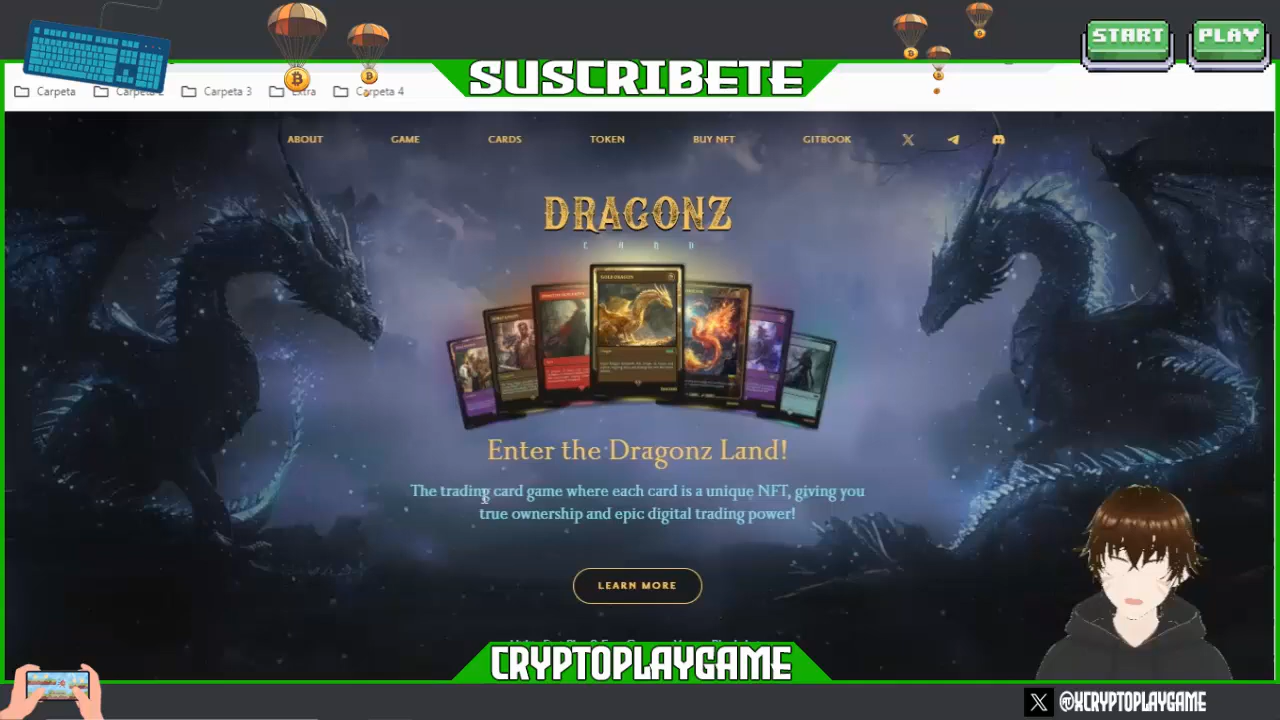 START
PLAY
SUSCRIBETE
Carpeta
Carpeta 3
Extra
Carpeta 4
ABOUT
GAME
CARDS
TOKEN
BUY NFT
GITBOOK
DRAGONZ
LAND
Enter the Dragonz Land!
The trading card game where each card is a unique NFT, giving you
true ownership and epic digital trading power!
LEARN MORE
CRYPTOPLAYGAME
@XCRYPTOPLAYGAME